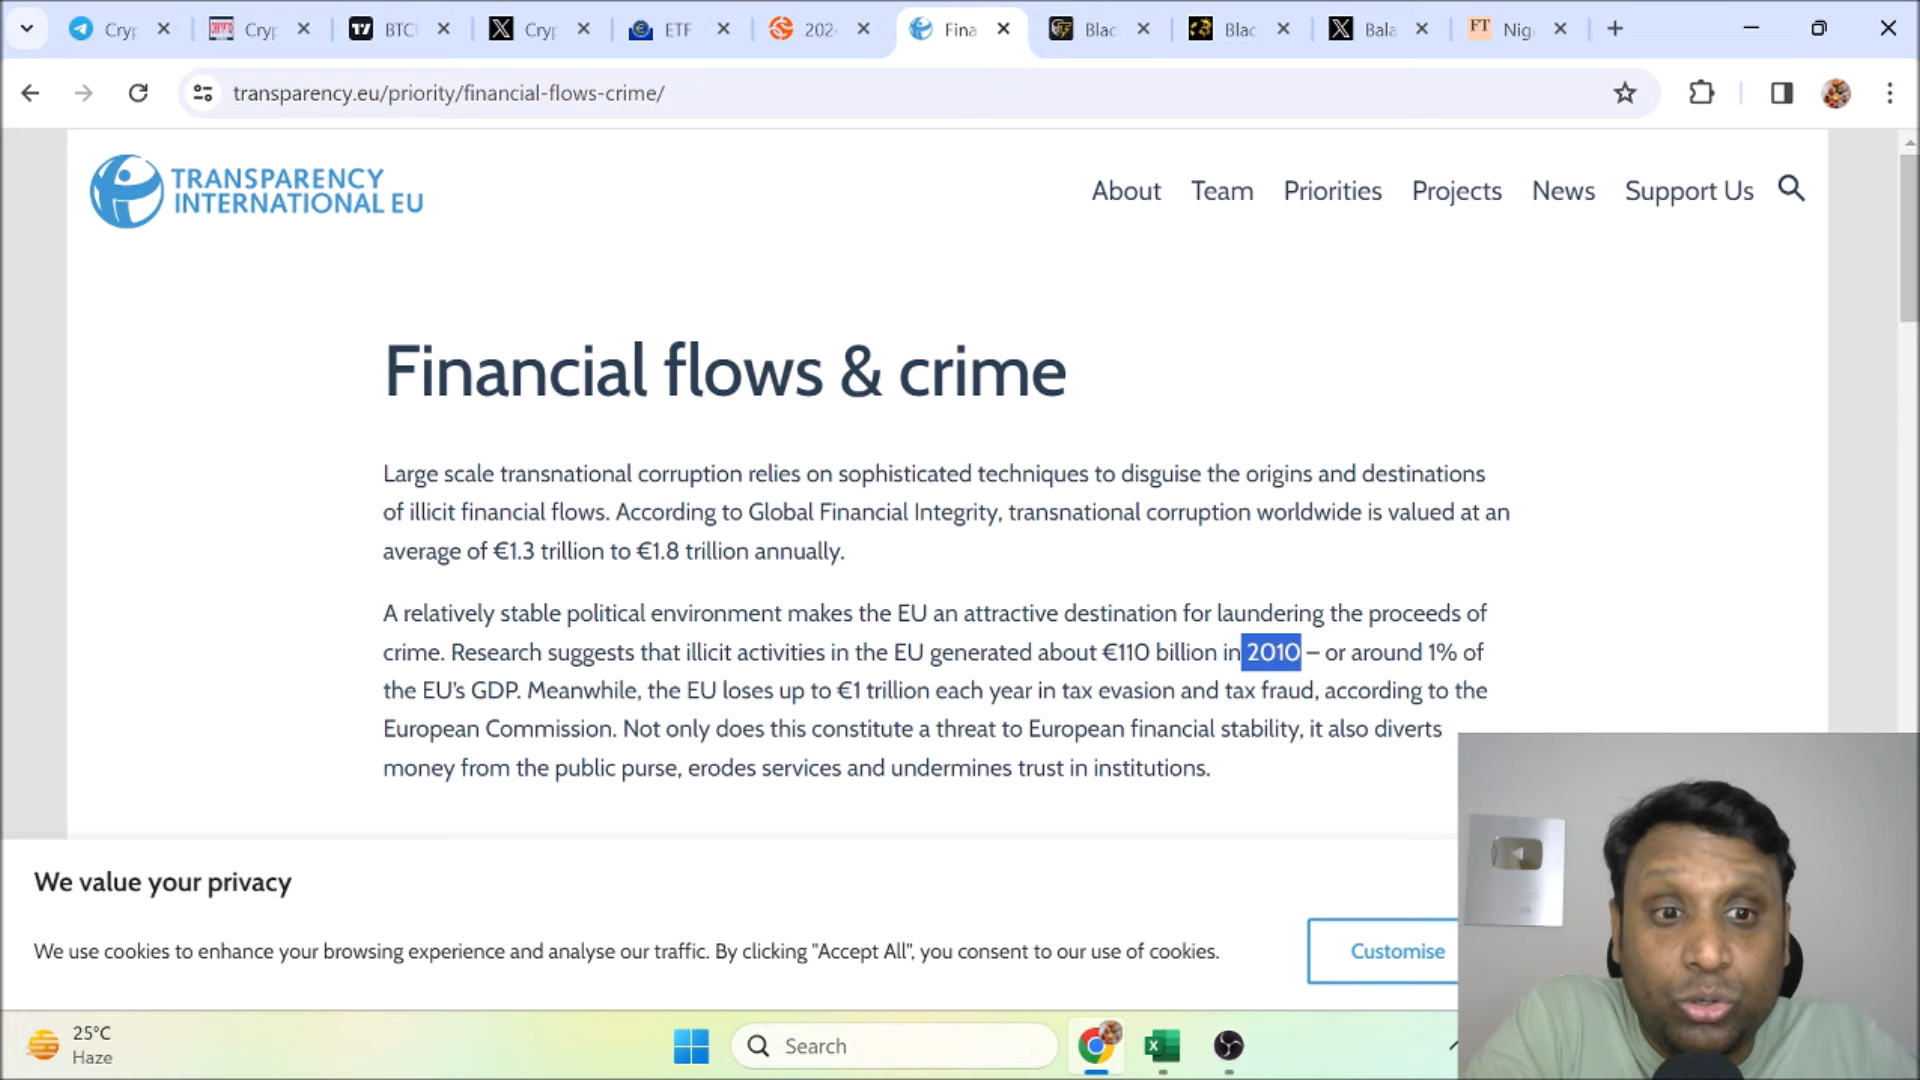 Cryp
Cryp
BTC
Cryp
ETF
202
Fina
Blac
Blac
Bala
FT
Nig
transparency.eu/priority/financial-flows-crime/
TRANSPARENCY
INTERNATIONAL EU
About Team Priorities Projects News Support Us
Financial flows & crime
Large scale transnational corruption relies on sophisticated techniques to disguise the origins and destinations
of illicit financial flows. According to Global Financial Integrity, transnational corruption worldwide is valued at an
average of €1.3 trillion to €1.8 trillion annually.
A relatively stable political environment makes the EU an attractive destination for laundering the proceeds of
crime. Research suggests that illicit activities in the EU generated about €110 billion in 2010 – or around 1% of
the EU's GDP. Meanwhile, the EU loses up to €1 trillion each year in tax evasion and tax fraud, according to the
European Commission. Not only does this constitute a threat to European financial stability, it also diverts
money from the public purse, erodes services and undermines trust in institutions.
We value your privacy
We use cookies to enhance your browsing experience and analyse our traffic. By clicking "Accept All", you consent to our use of cookies.
Customise
25°C
Haze
Search